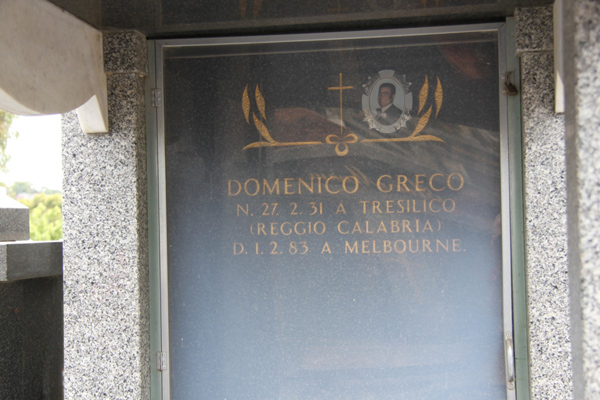 DOMENICO GRECO
N. 27. 2. 31 A TRESILICO
(REGGIO CALABRIA)
D. 1. 2. 83 A MELBOURNE.